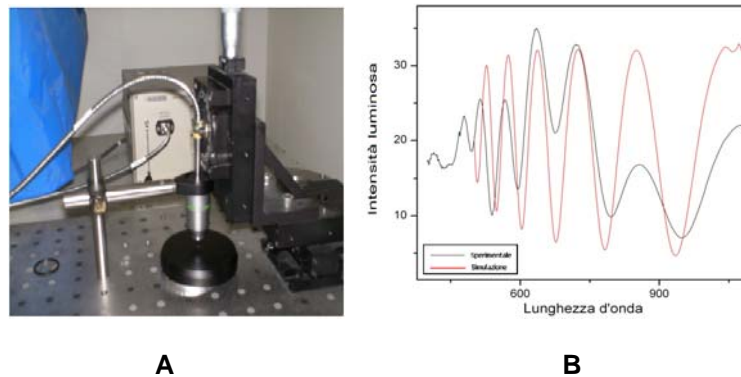 Intensità luminosa
30
20
10
Sperimentale
Simulazione
600
900
Lunghezza d'onda
A
B